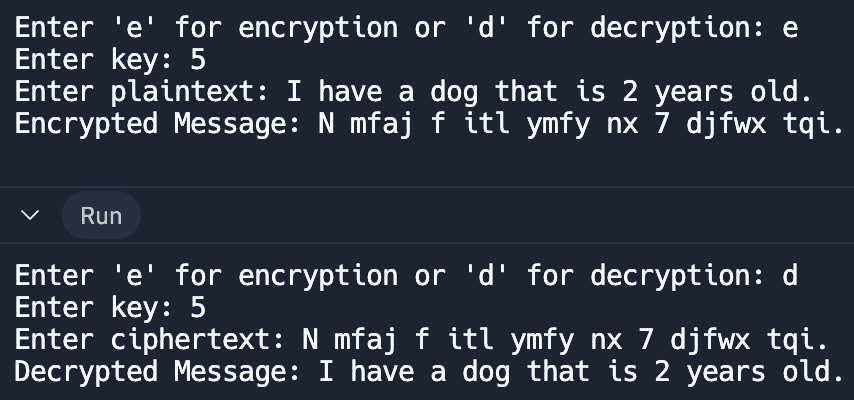 Enter 'e' for encryption or 'd' for decryption: e
Enter key: 5
Enter plaintext: I have a dog that is 2 years old.
Encrypted Message: N mfaj f itl ymfy nx 7 djfwx tqi.
Run
Enter 'e' for encryption or 'd' for decryption: d
Enter key: 5
Enter ciphertext: N mfaj f itl ymfy nx 7 djfwx tqi.
Decrypted Message: I have a dog that is 2 years old.